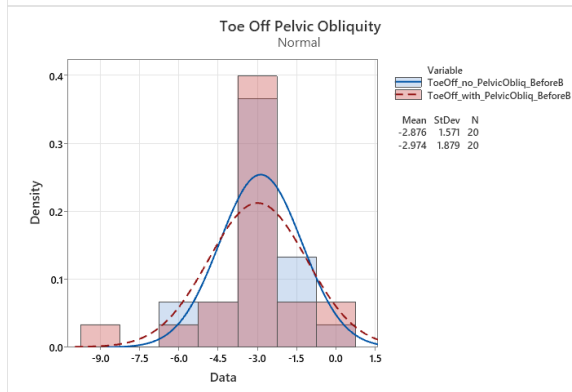 Toe Off Pelvic Obliquity
Normal
Variable
ToeOff_no_PelvicObliq_BeforeB
ToeOff_with_PelvicObliq_BeforeB
Mean StDev N
-2.876 1.571 20
-2.974 1.879 20
0.4
0.3
0.2
0.1
0.0
Density
-9.0 -7.5 -6.0 -4.5 -3.0 -1.5 0.0 1.5
Data